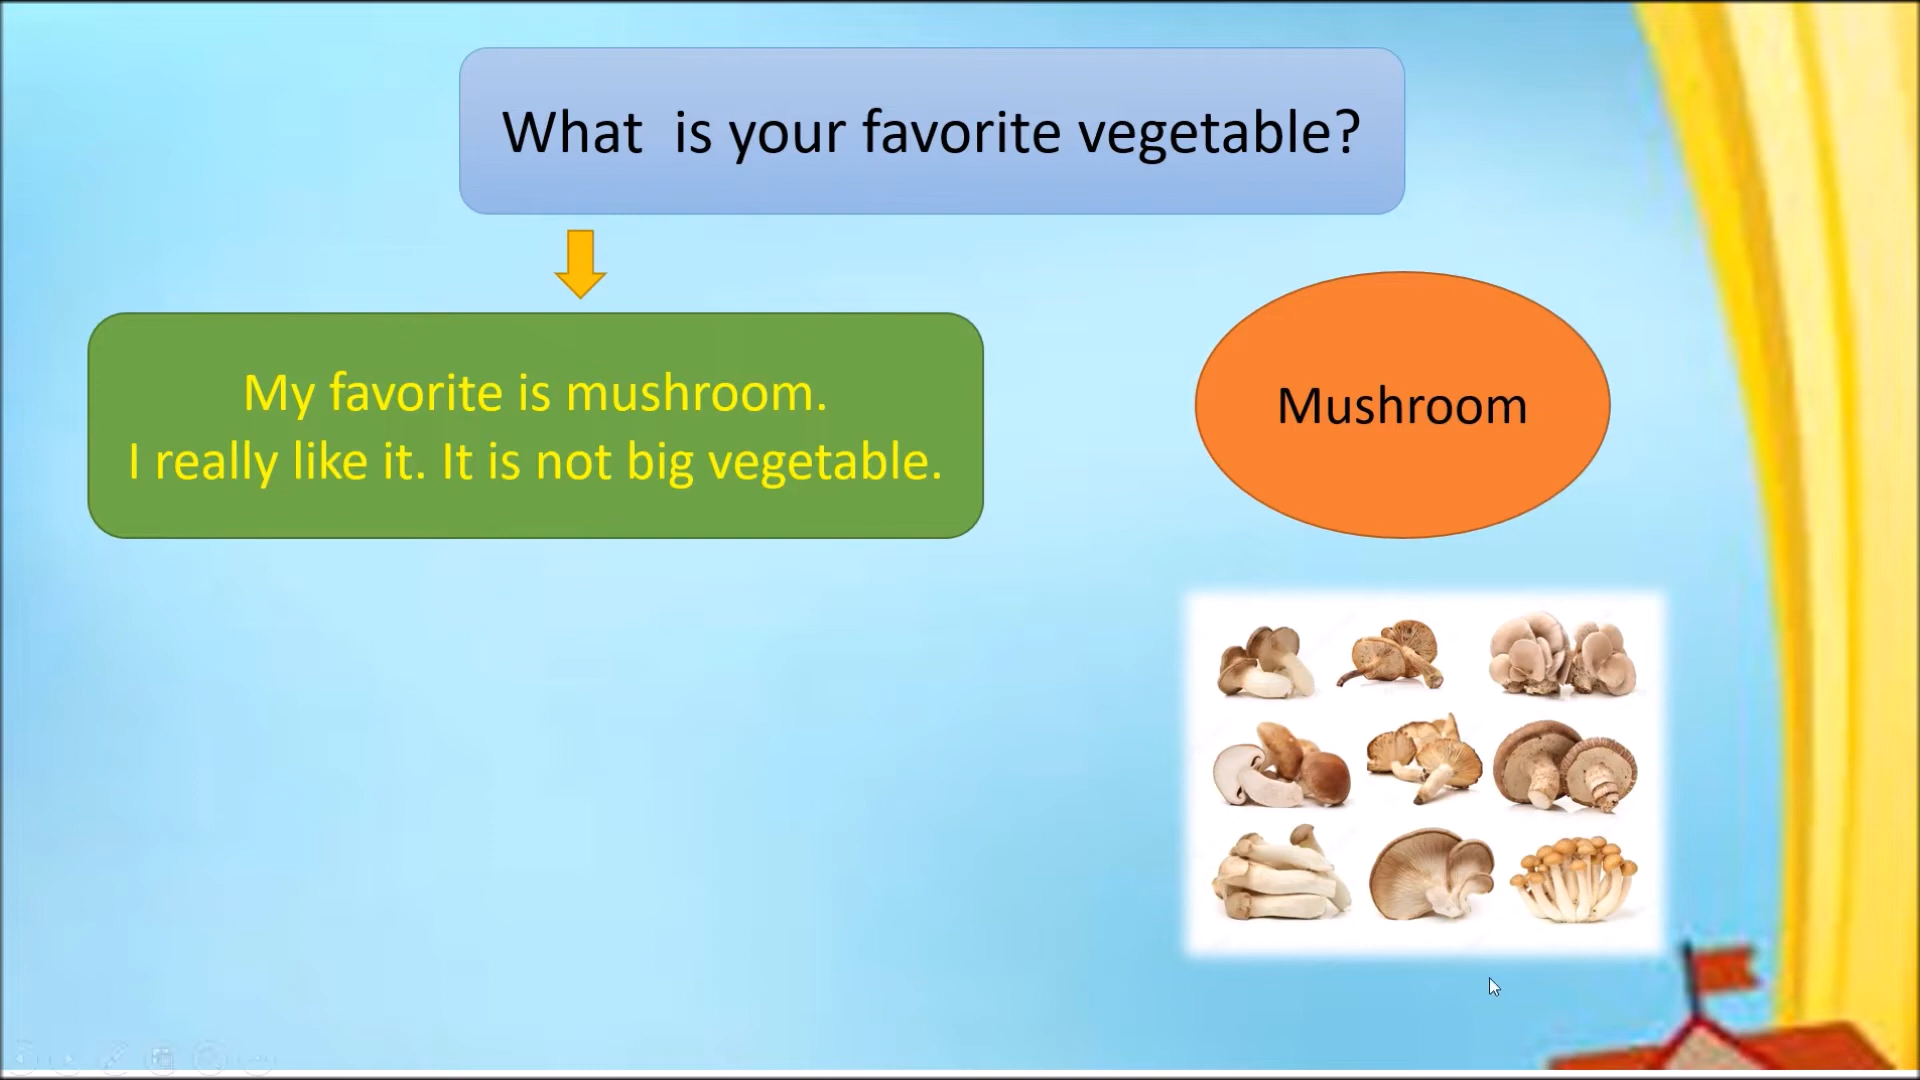 What is your favorite vegetable?
My favorite is mushroom.
I really like it. It is not big vegetable.
Mushroom